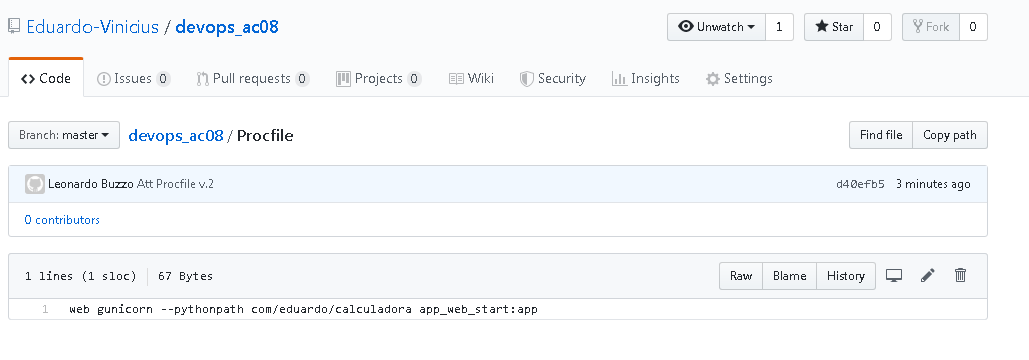 Eduardo-Vinicius / devops_ac08
Unwatch 1 Star 0 Fork 0
Code Issues 0 Pull requests 0 Projects 0 Wiki Security Insights Settings
Branch: master devops_ac08 / Procfile Find file Copy path
Leonardo Buzzo Att Procfile v.2 d40efb5 3 minutes ago
0 contributors
1 lines (1 sloc) 67 Bytes Raw Blame History
1 web gunicorn --pythonpath com/eduardo/calculadora app_web_start:app